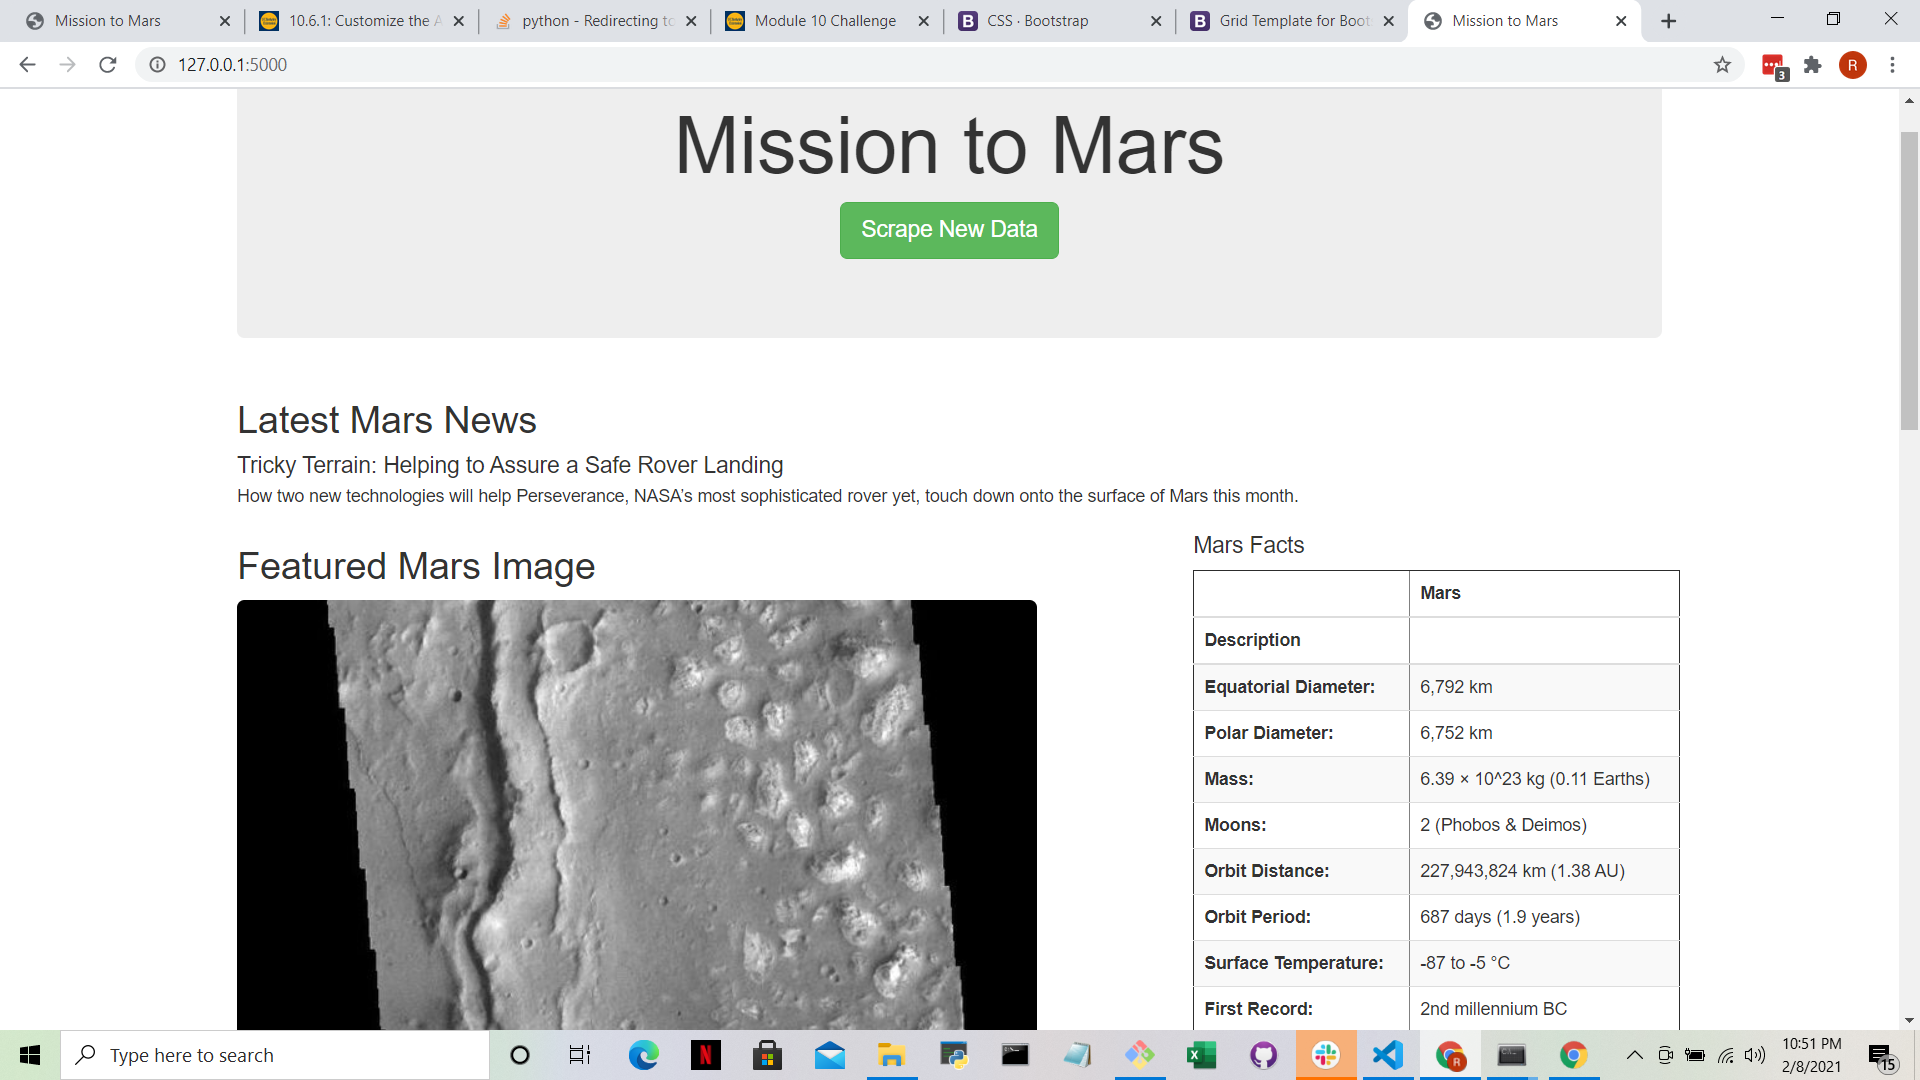 Mission to Mars
10.6.1: Customize the A
python - Redirecting to
Module 10 Challenge
CSS · Bootstrap
Grid Template for Boot
Mission to Mars
127.0.0.1:5000
3
R
Mission to Mars
Scrape New Data
Latest Mars News
Tricky Terrain: Helping to Assure a Safe Rover Landing
How two new technologies will help Perseverance, NASA’s most sophisticated rover yet, touch down onto the surface of Mars this month.
Featured Mars Image
Mars Facts
Mars
Description
Equatorial Diameter: 6,792 km
Polar Diameter: 6,752 km
Mass: 6.39 × 10^23 kg (0.11 Earths)
Moons: 2 (Phobos & Deimos)
Orbit Distance: 227,943,824 km (1.38 AU)
Orbit Period: 687 days (1.9 years)
Surface Temperature: -87 to -5 °C
First Record: 2nd millennium BC
Type here to search
10:51 PM
2/8/2021
15